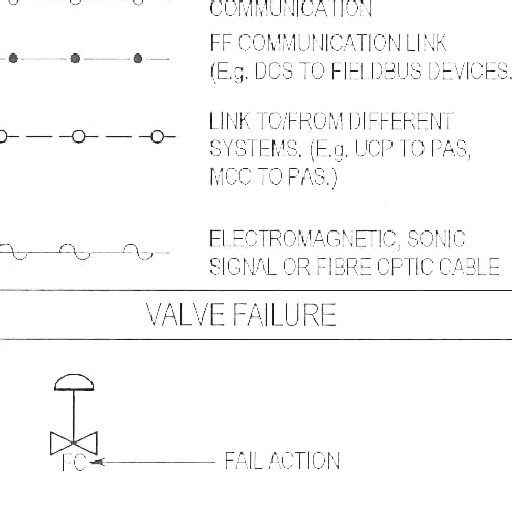 COMMUNICATION
FF COMMUNICATION LINK
(E.g. DCS TO FIELDBUS DEVICES.
LINK TO/FROM DIFFERENT
SYSTEMS. (E.g. UCP TO PAS,
MCC TO PAS.)
ELECTROMAGNETIC, SONIC
SIGNAL OR FIBRE OPTIC CABLE
VALVE FAILURE
FC
FAIL ACTION